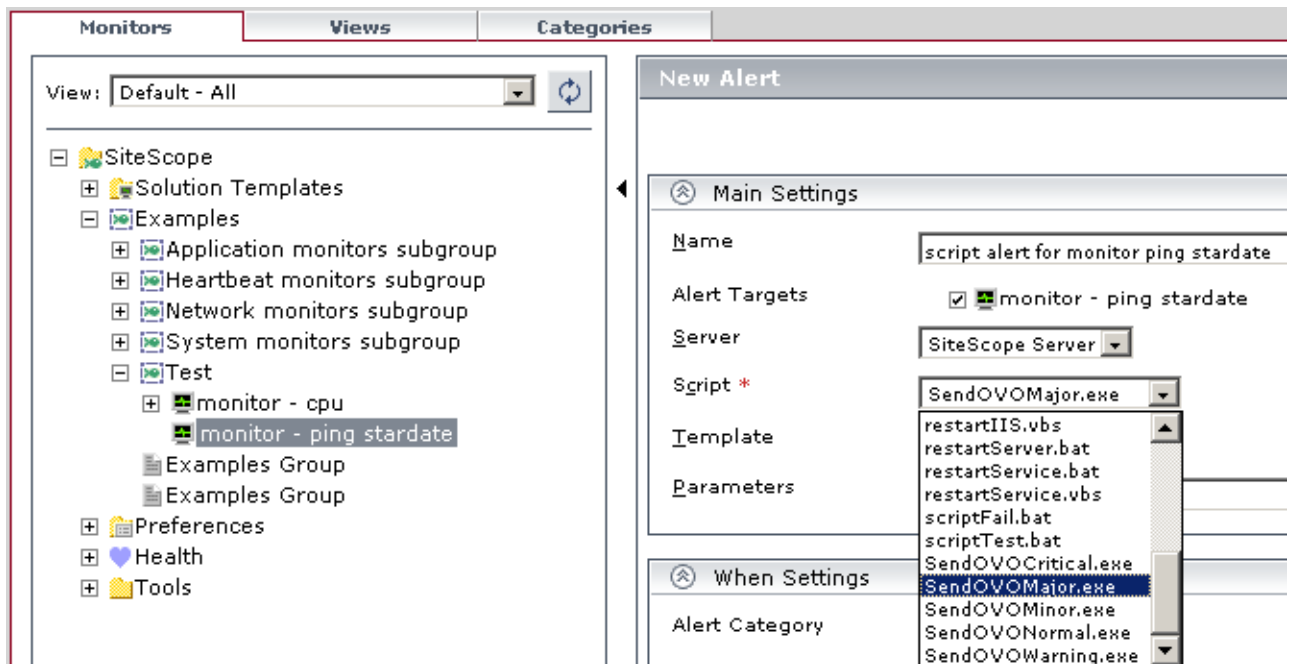 Monitors Views Categories
View: Default - All
SiteScope
Solution Templates
Examples
Application monitors subgroup
Heartbeat monitors subgroup
Network monitors subgroup
System monitors subgroup
Test
monitor - cpu
monitor - ping stardate
Examples Group
Examples Group
Preferences
Health
Tools
New Alert
Main Settings
Name script alert for monitor ping stardate
Alert Targets monitor - ping stardate
Server SiteScope Server
Script * SendOVOMajor.exe
Template
Parameters
restartIIS.vbs
restartServer.bat
restartService.bat
restartService.vbs
scriptFail.bat
scriptTest.bat
SendOVOCritical.exe
SendOVOMajor.exe
SendOVOMinor.exe
SendOVONormal.exe
SendOVOWarning.exe
When Settings
Alert Category